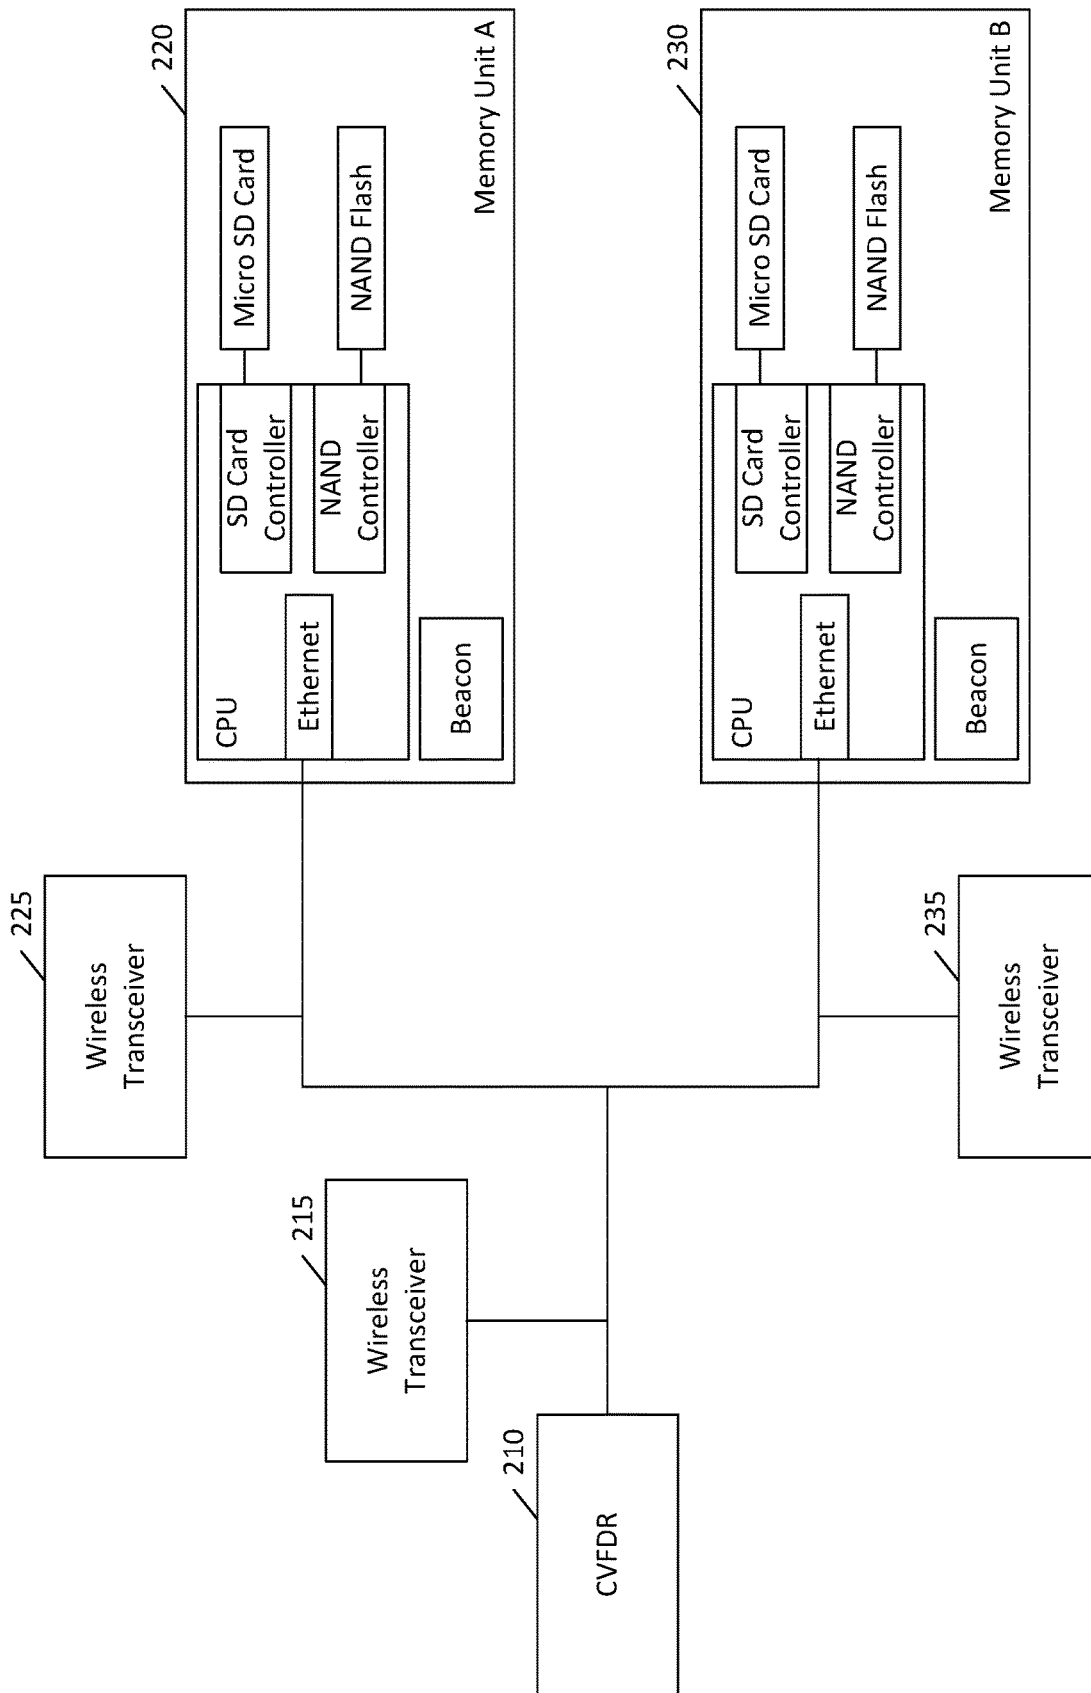 210
CVFDR
215
Wireless
Transceiver
225
Wireless
Transceiver
235
Wireless
Transceiver
220
CPU
Ethernet
SD Card
Controller
NAND
Controller
Micro SD Card
NAND Flash
Beacon
Memory Unit A
230
CPU
Ethernet
SD Card
Controller
NAND
Controller
Micro SD Card
NAND Flash
Beacon
Memory Unit B